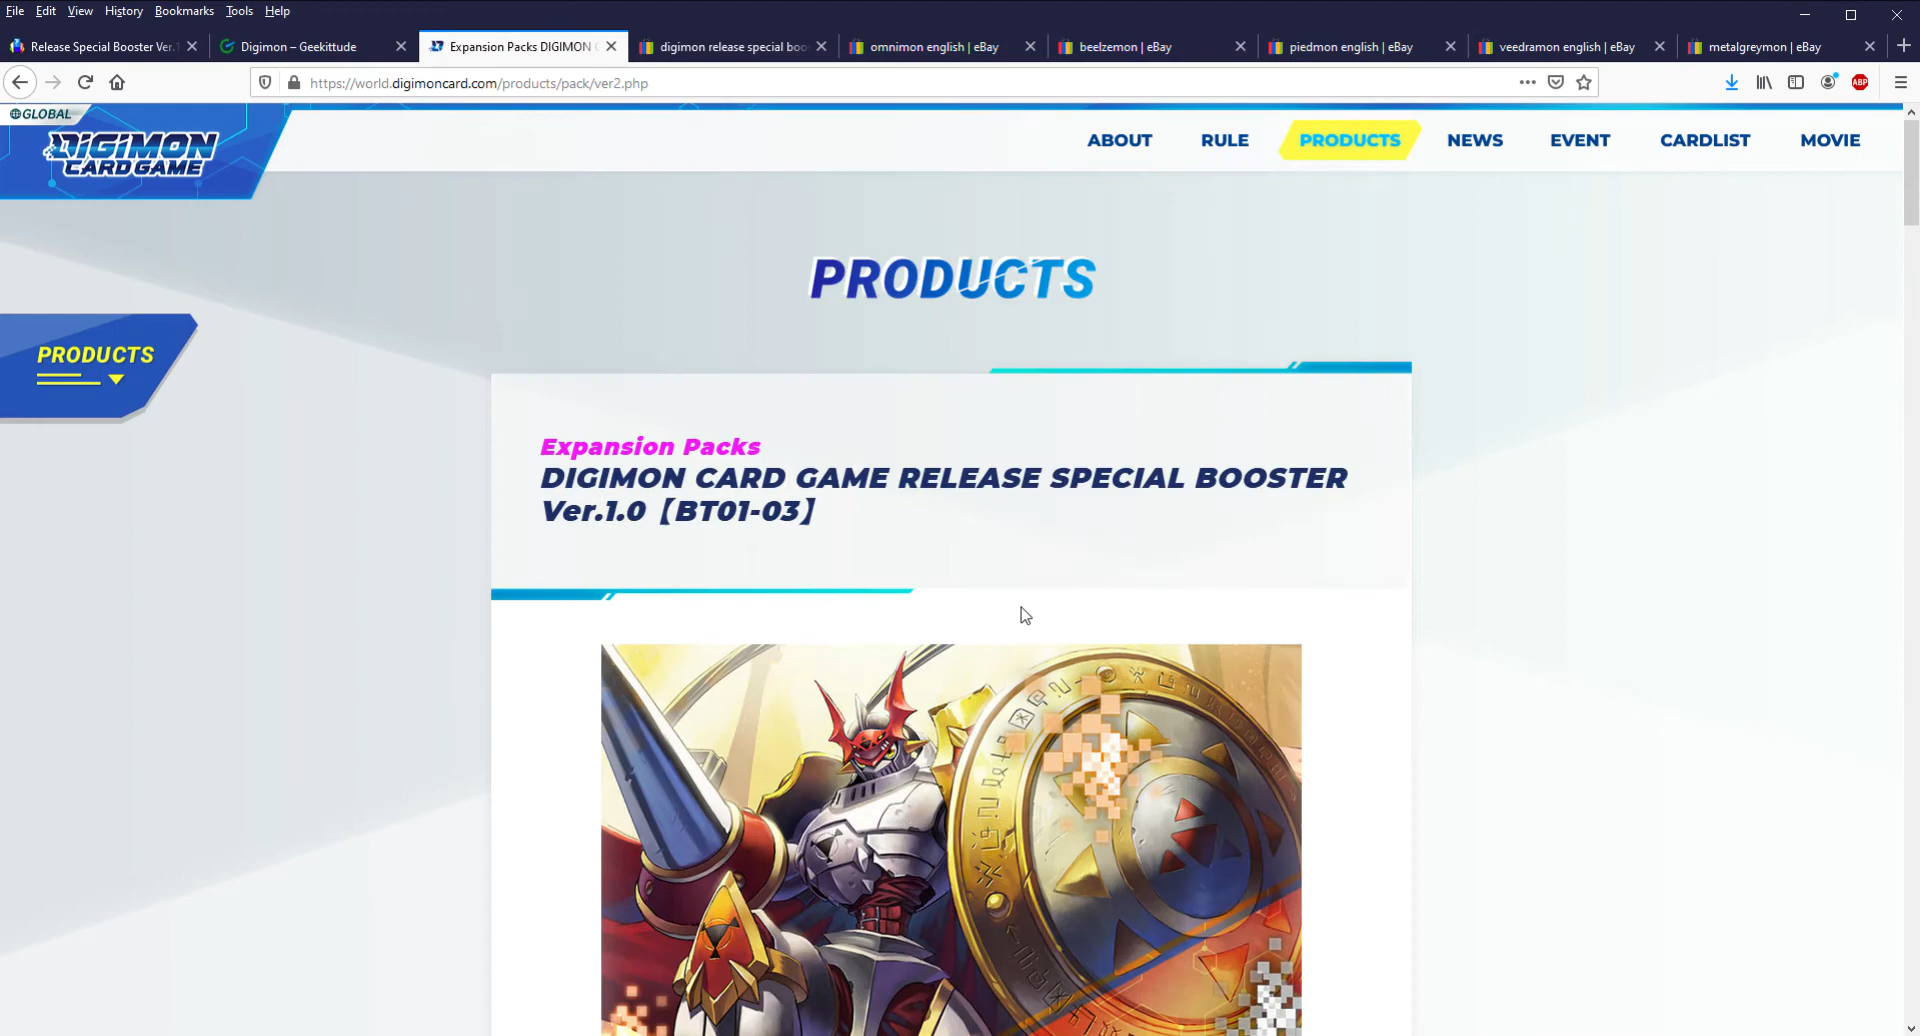 File Edit View History Bookmarks Tools Help
Release Special Booster Ver.1
Digimon – Geekittude
Expansion Packs DIGIMON C
digimon release special boo
omnimon english | eBay
beelzemon | eBay
piedmon english | eBay
veedramon english | eBay
metalgreymon | eBay
https://world.digimoncard.com/products/pack/ver2.php
ABP
GLOBAL
DIGIMON
CARD GAME
ABOUT RULE PRODUCTS NEWS EVENT CARDLIST MOVIE
PRODUCTS
PRODUCTS
Expansion Packs
DIGIMON CARD GAME RELEASE SPECIAL BOOSTER
Ver.1.0【BT01-03】